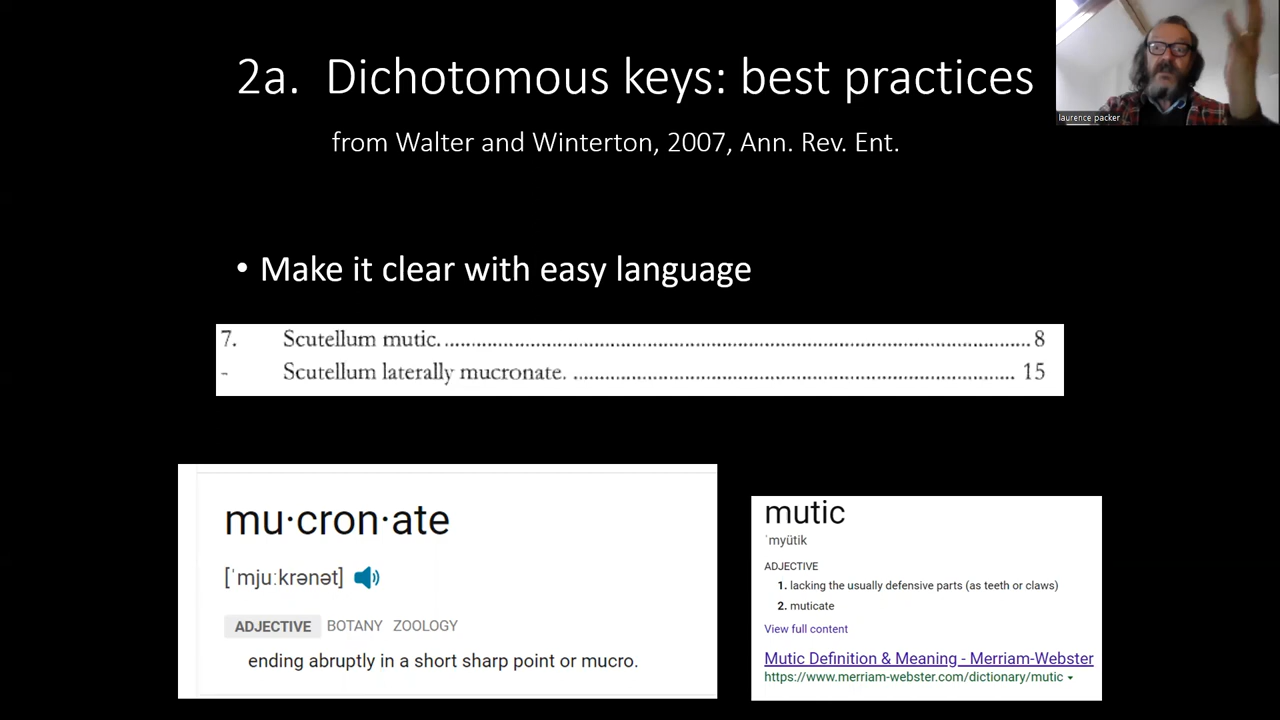 2a. Dichotomous keys: best practices
from Walter and Winterton, 2007, Ann. Rev. Ent.
laurence packer
• Make it clear with easy language
7. Scutellum mutic. 8
- Scutellum laterally mucronate. 15
mu·cron·ate
[ˈmjuːkrənət]
ADJECTIVE BOTANY ZOOLOGY
ending abruptly in a short sharp point or mucro.
mutic
ˈmyütik
ADJECTIVE
1. lacking the usually defensive parts (as teeth or claws)
2. muticate
View full content
Mutic Definition & Meaning - Merriam-Webster
https://www.merriam-webster.com/dictionary/mutic